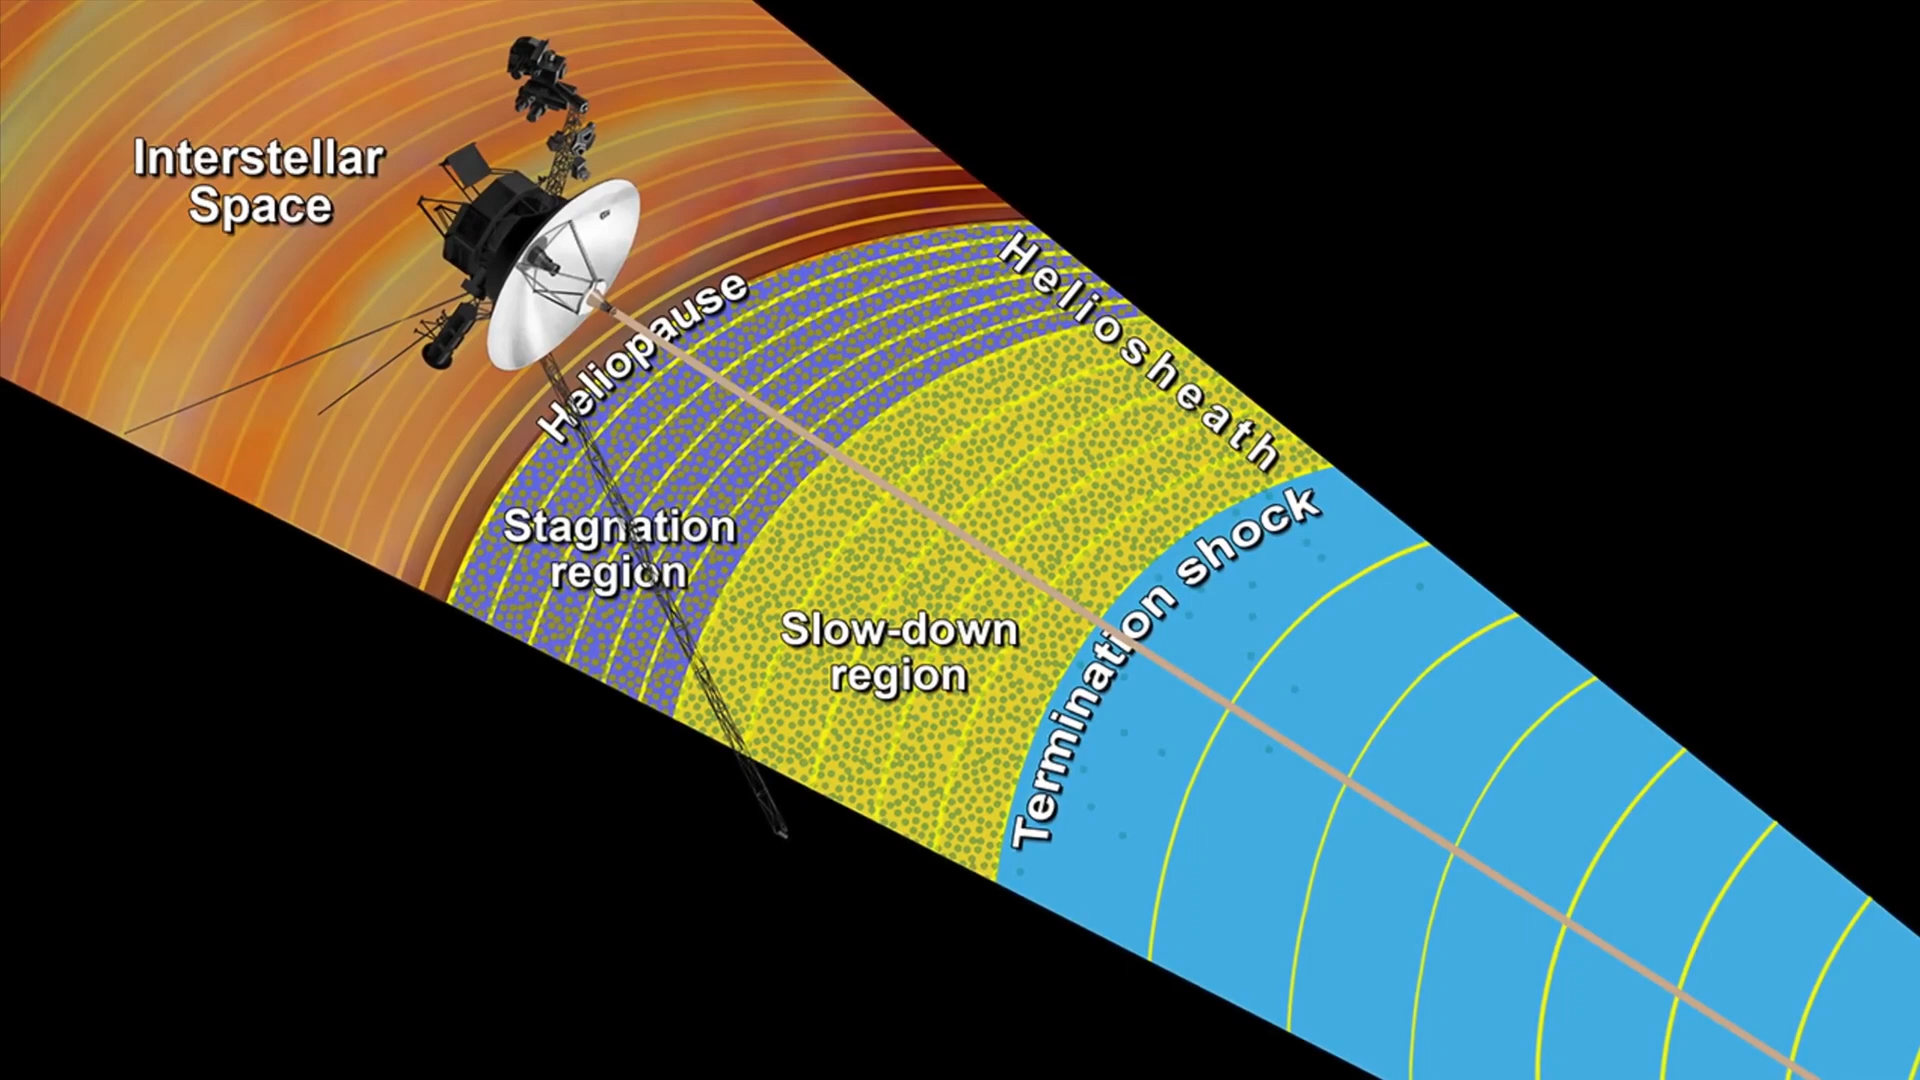 Interstellar
Space
Heliopause
Heliosheath
Stagnation
region
Slow-down
region
Termination shock